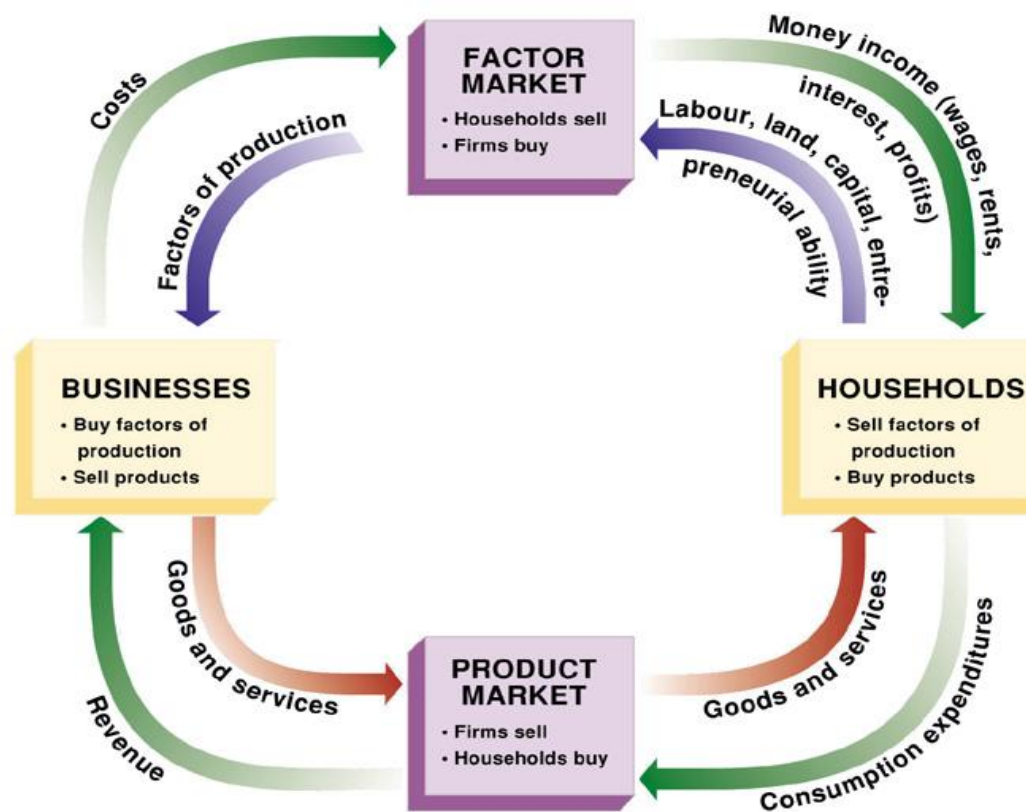 FACTOR
MARKET
• Households sell
• Firms buy
Costs
Factors of production
Money income (wages, rents,
interest, profits)
Labour, land, capital, entre-
preneurial ability
BUSINESSES
• Buy factors of
production
• Sell products
HOUSEHOLDS
• Sell factors of
production
• Buy products
Goods and services
Revenue
PRODUCT
MARKET
• Firms sell
• Households buy
Goods and services
Consumption expenditures